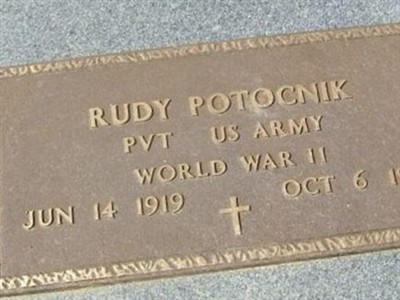 RUDY POTOCNIK
PVT US ARMY
WORLD WAR II
JUN 14 1919 OCT 6